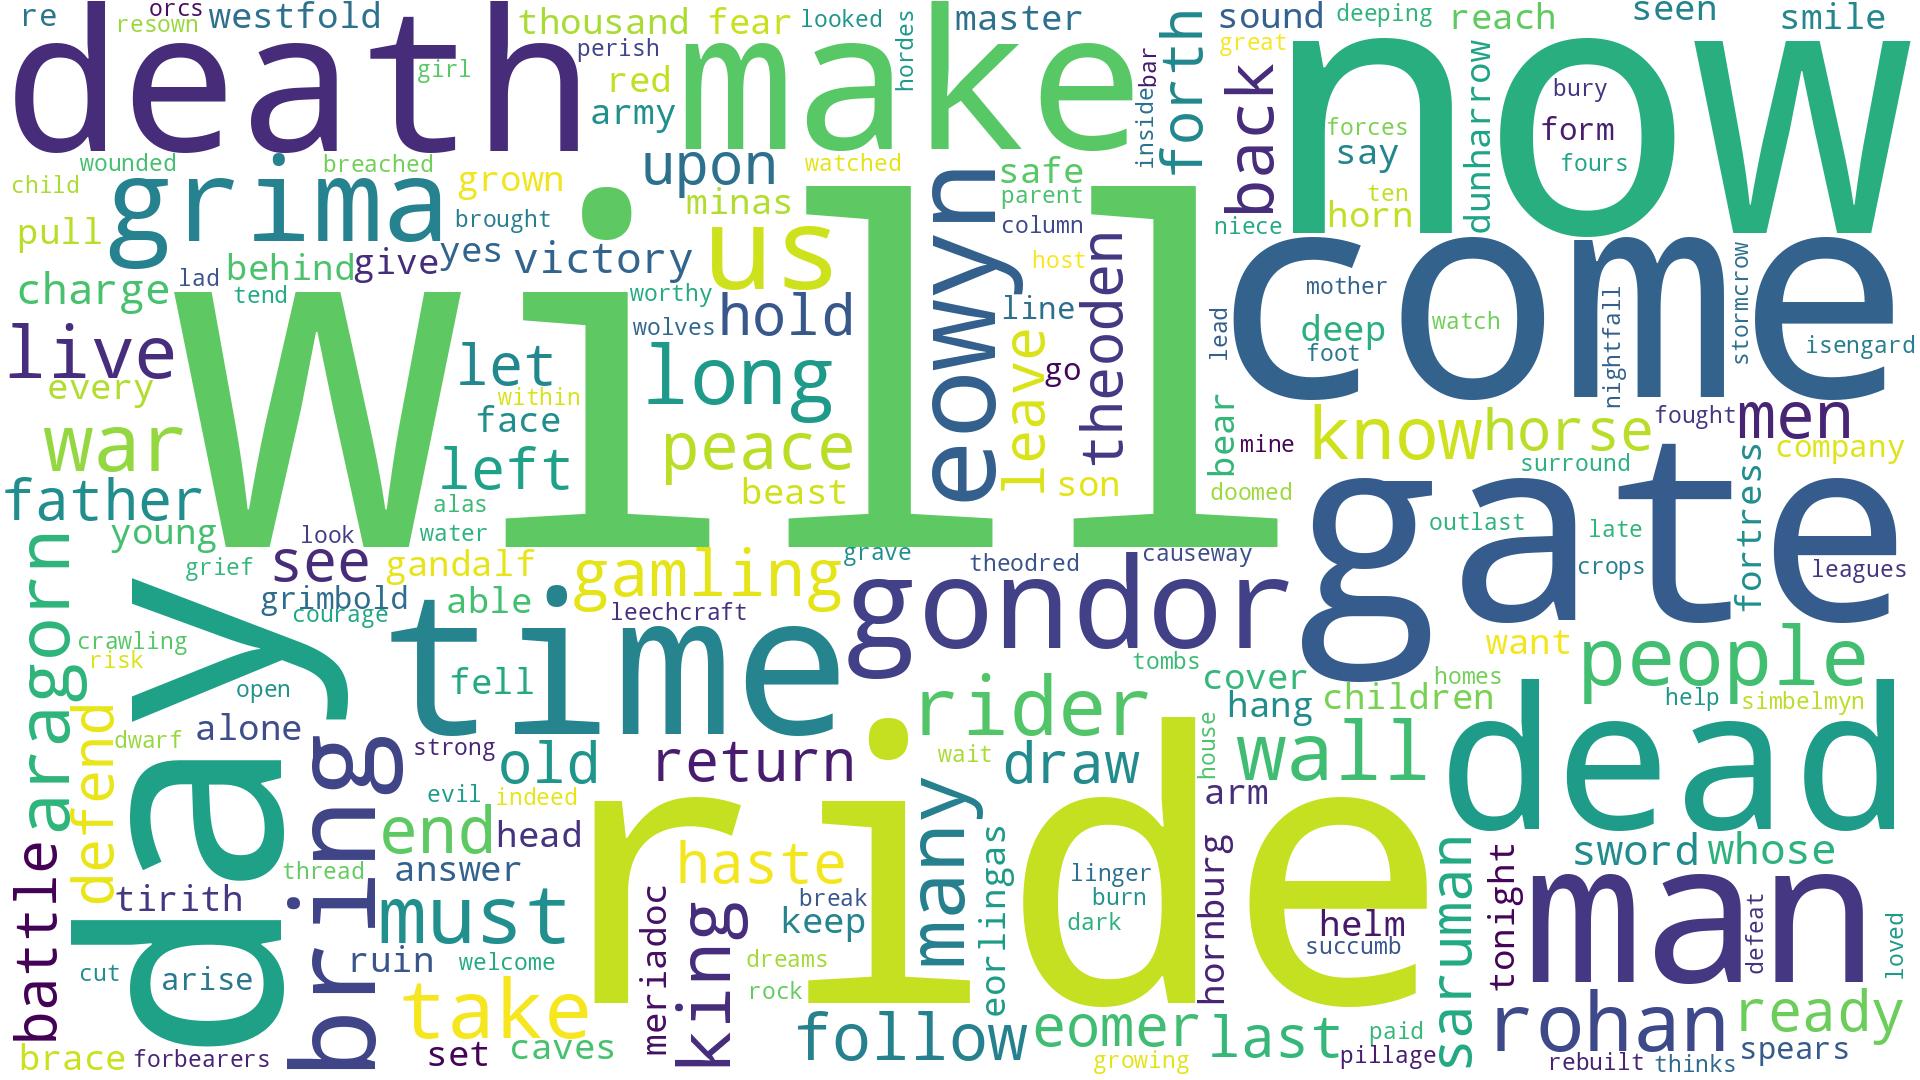 re
orcs
resown
westfold
thousand
fear
looked
hordes
master
sound
deeping
reach
seen
smile
death
girl
perish
red
army
make
inside
bar
forth
great
back
now
dunharrow
bury
form
fours
forces
say
ten
horn
wounded
breached
child
grima
grown
upon
watched
safe
parent
niece
pull
brought
minas
column
yes
victory
us
eowyn
host
theoden
behind
give
charge
lad
tend
worthy
wolves
hold
line
lead
come
mother
deep
foot
watch
nightfall
stormcrow
isengard
live
every
will
let
within
face
long
leave
go
bear
mine
know
horse
fought
men
company
war
left
peace
beast
son
doomed
surround
father
alas
water
young
look
see
grief
gandalf
gamling
grave
theodred
causeway
gate
outlast
late
crops
fortress
leagues
aragorn
grimbold
courage
able
leechcraft
gondor
crawling
risk
day
time
want
people
open
fell
tombs
cover
homes
children
help
simbelmyn
defend
dwarf
alone
bring
strong
old
return
rider
wait
draw
house
hang
wall
dead
arm
evil
indeed
end
head
ride
many
eorlingas
hornburg
battle
thread
answer
haste
linger
burn
dark
sword
whose
tirith
must
meriadoc
king
break
keep
helm
succumb
saruman
tonight
man
defeat
loved
cut
arise
ruin
welcome
dreams
rock
take
follow
eomer
last
paid
pillage
rohan
ready
brace
forbearers
set
caves
growing
rebuilt
thinks
spears